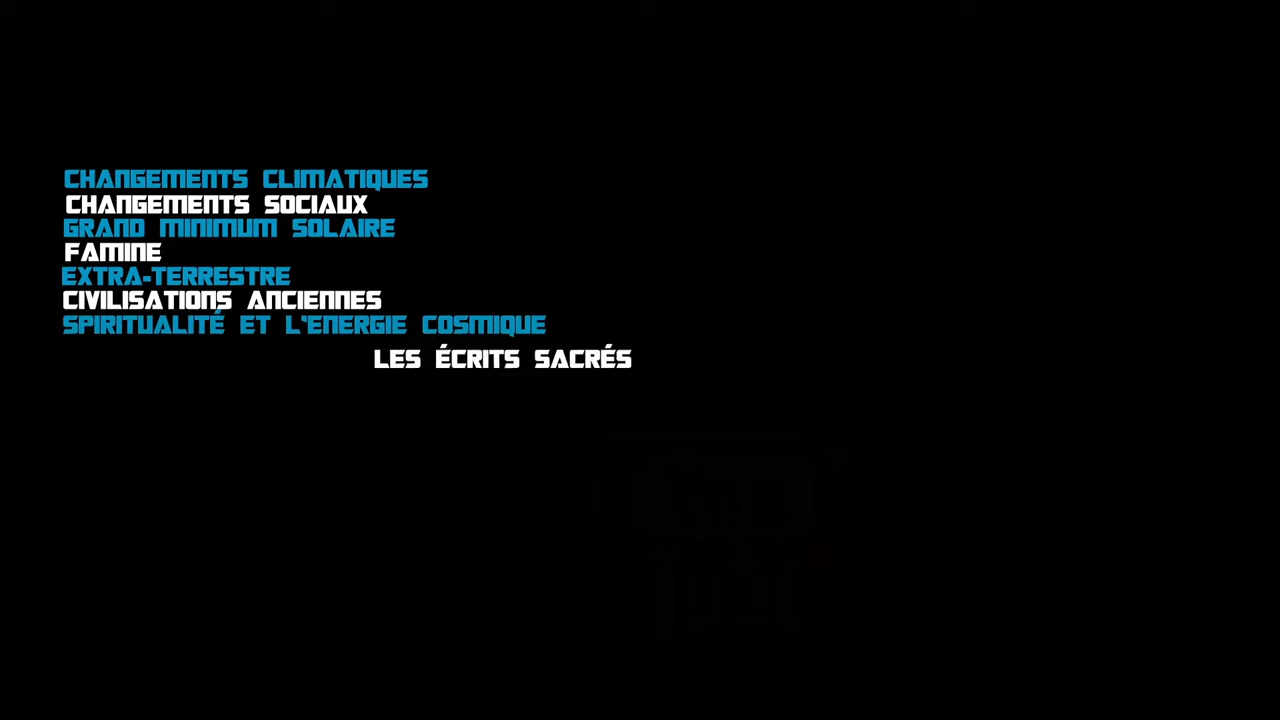 CHANGEMENTS CLIMATIQUES
CHANGEMENTS SOCIAUX
GRAND MINIMUM SOLAIRE
FAMINE
EXTRA-TERRESTRE
CIVILISATIONS ANCIENNES
SPIRITUALITÉ ET L'ENERGIE COSMIQUE
LES ÉCRITS SACRÉS